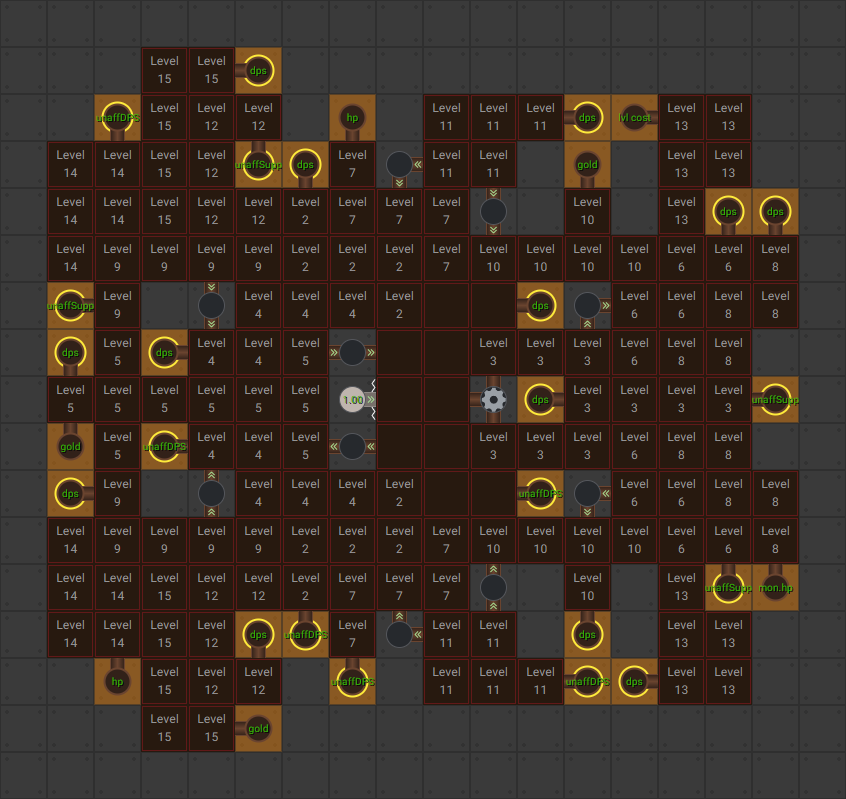 Level 15 Level 15 dps
unaffDPS Level 15 Level 12 Level 12 hp Level 11 Level 11 Level 11 dps lvl cost Level 13 Level 13
Level 14 Level 14 Level 15 Level 12 unaffSupp dps Level 7 Level 11 Level 11 gold Level 13 Level 13
Level 14 Level 14 Level 15 Level 12 Level 12 Level 2 Level 7 Level 7 Level 7 Level 10 Level 13 dps dps
Level 14 Level 9 Level 9 Level 9 Level 9 Level 2 Level 2 Level 2 Level 7 Level 10 Level 10 Level 10 Level 10 Level 6 Level 6 Level 8
unaffSupp Level 9 Level 4 Level 4 Level 4 Level 2 dps Level 6 Level 6 Level 8 Level 8
dps Level 5 dps Level 4 Level 4 Level 5 Level 3 Level 3 Level 3 Level 6 Level 8 Level 8
Level 5 Level 5 Level 5 Level 5 Level 5 Level 5 1.00 dps Level 3 Level 3 Level 3 Level 3 unaffSupp
gold Level 5 unaffDPS Level 4 Level 4 Level 5 Level 3 Level 3 Level 3 Level 6 Level 8 Level 8
dps Level 9 Level 4 Level 4 Level 4 Level 2 unaffDPS Level 6 Level 6 Level 8 Level 8
Level 14 Level 9 Level 9 Level 9 Level 9 Level 2 Level 2 Level 2 Level 7 Level 10 Level 10 Level 10 Level 10 Level 6 Level 6 Level 8
Level 14 Level 14 Level 15 Level 12 Level 12 Level 2 Level 7 Level 7 Level 7 Level 10 Level 13 unaffSupp mon.hp
Level 14 Level 14 Level 15 Level 12 dps unaffDPS Level 7 Level 11 Level 11 dps Level 13 Level 13
hp Level 15 Level 12 Level 12 unaffDPS Level 11 Level 11 Level 11 unaffDPS dps Level 13 Level 13
Level 15 Level 15 gold